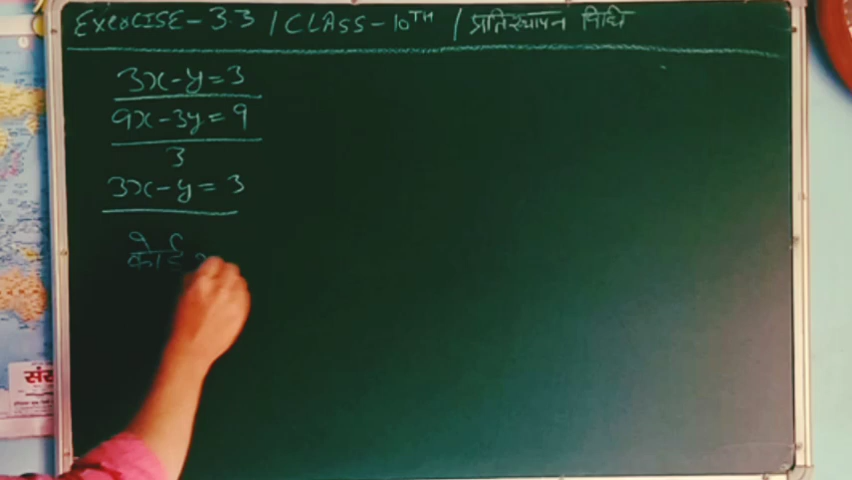 Exercise - 3.3 / CLASS - 10TH / प्रतिस्थापन विधि
3x - y = 3
9x - 3y = 9
3
3x - y = 3
कोई
संस